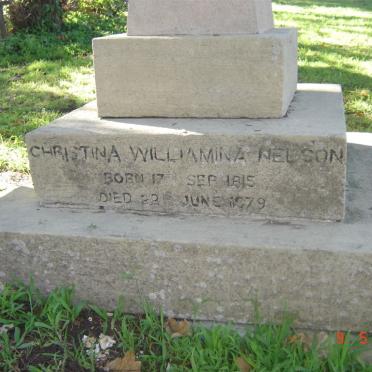 CHRISTINA WILLIAMINA NELSON
BORN 17 SEP 1815
DIED 22 JUNE 1879